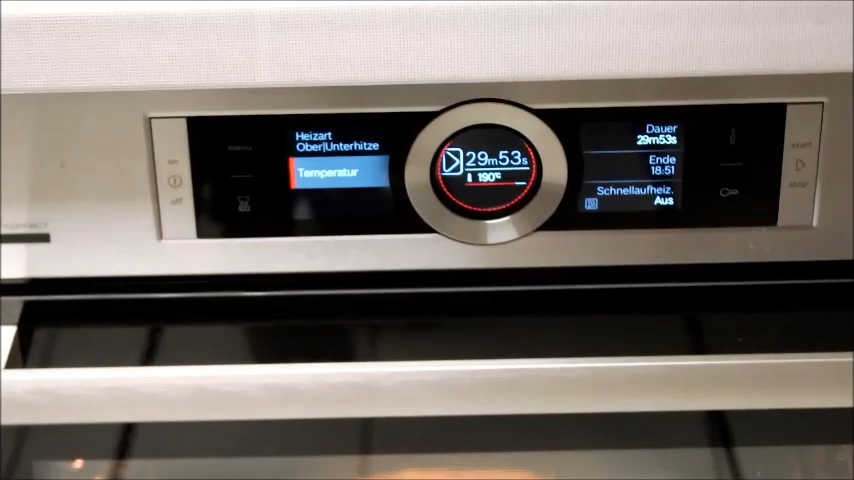 on
off
menu
Heizart
Ober|Unterhitze
Temperatur
29m53s
190°C
Dauer
29m53s
Ende
18:51
Schnellaufheiz.
Aus
start
stop